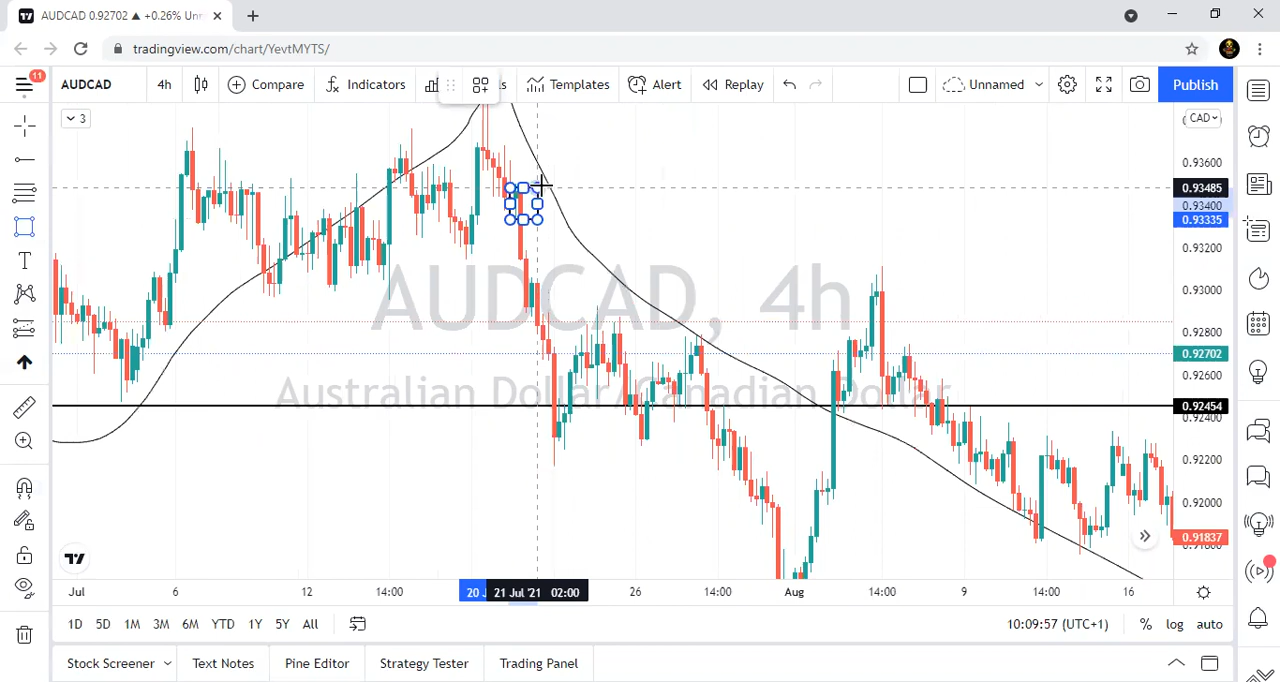 AUDCAD 0.92702 ▲ +0.26% Unn
tradingview.com/chart/YevtMYTS/
11
AUDCAD 4h Compare Indicators s Templates Alert Replay Unnamed Publish
3
CAD
0.93600
0.93485
0.93400
0.93335
0.93200
0.93000
0.92800
0.92702
0.92600
0.92454
0.92400
0.92200
0.92000
0.91837
AUDCAD, 4h
Australian Dollar/Canadian Dollar
Jul 6 12 14:00 20 J 21 Jul '21 02:00 26 14:00 Aug 14:00 9 14:00 16
1D 5D 1M 3M 6M YTD 1Y 5Y All 10:09:57 (UTC+1) % log auto
Stock Screener Text Notes Pine Editor Strategy Tester Trading Panel